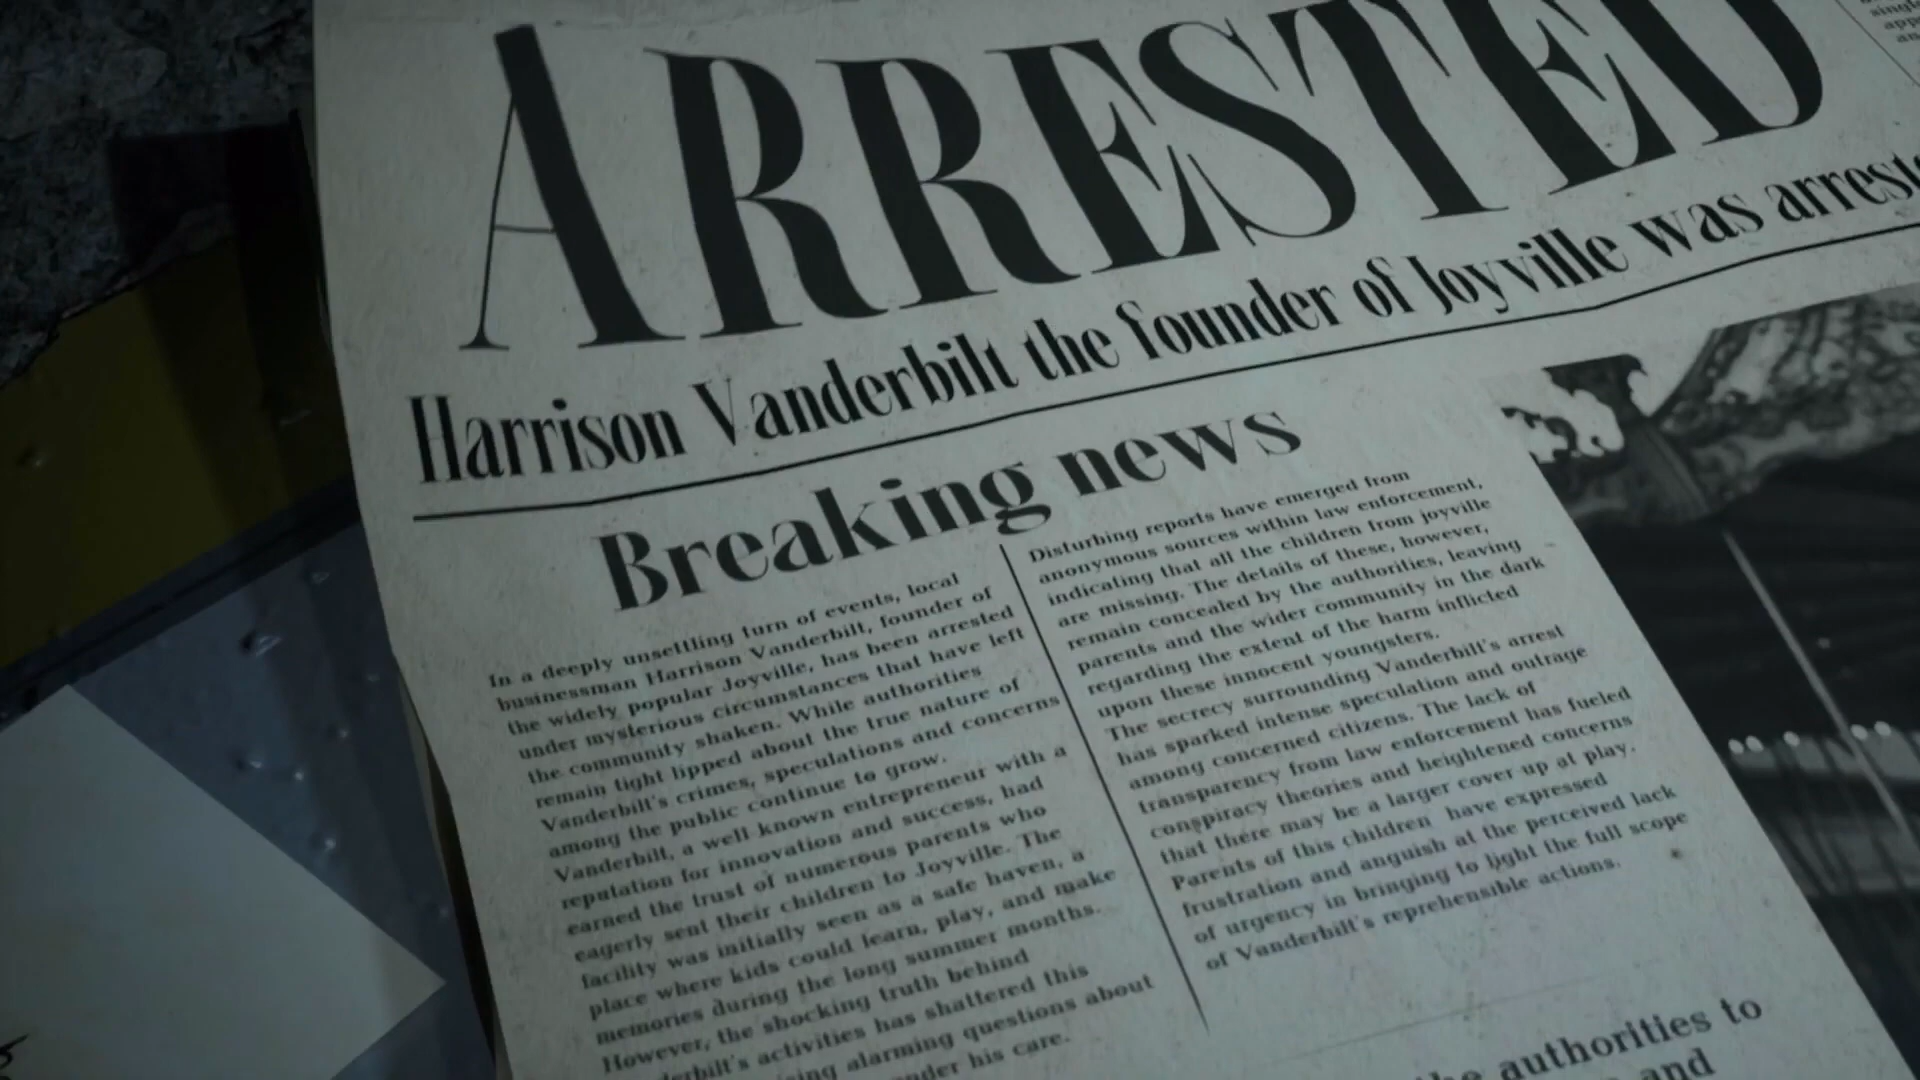 ARRESTED
Harrison Vanderbilt the founder of Joyville was
Breaking news
In a deeply unsettling turn of events, local
businessman Harrison Vanderbilt, founder of
the widely popular Joyville, has been arrested
under mysterious circumstances that have left
the community shaken. While authorities
remain tight lipped about the true nature of
Vanderbilt's crimes, speculations and concerns
among the public continue to grow.
Vanderbilt, a well known entrepreneur with a
reputation for innovation and success, had
earned the trust of numerous parents who
eagerly sent their children to Joyville. The
facility was initially seen as a safe haven, a
place where kids could learn, play, and make
memories during the long summer months.
However, the shocking truth behind
activities has shattered this
alarming questions about
his care.
Disturbing reports have emerged from
anonymous sources within law enforcement,
indicating that all the children from joyville
are missing. The details of these, however,
remain concealed by the authorities, leaving
parents and the wider community in the dark
regarding the extent of the harm inflicted
upon these innocent youngsters.
The secrecy surrounding Vanderbilt's arrest
has sparked intense speculation and outrage
among concerned citizens. The lack of
transparency from law enforcement has fueled
conspiracy theories and heightened concerns
that there may be a larger cover-up at play.
Parents of this children have expressed
frustration and anguish at the perceived lack
of urgency in bringing to light the full scope
of Vanderbilt's reprehensible actions.
authorities to
and